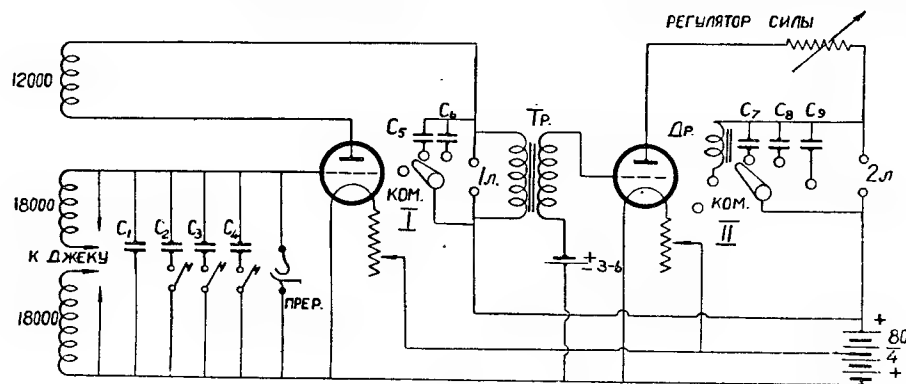 РЕГУЛЯТОР СИЛЫ
12000
18000
К ДЖЕКУ
18000
C1
C2
C3
C4
ПРЕР.
C5
C6
КОМ.
I
1л.
Тр.
+
3-6
Др.
C7
C8
C9
КОМ.
II
2л
+
80
4
+